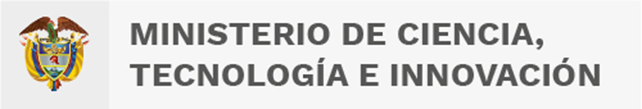 MINISTERIO DE CIENCIA,
TECNOLOGÍA E INNOVACIÓN